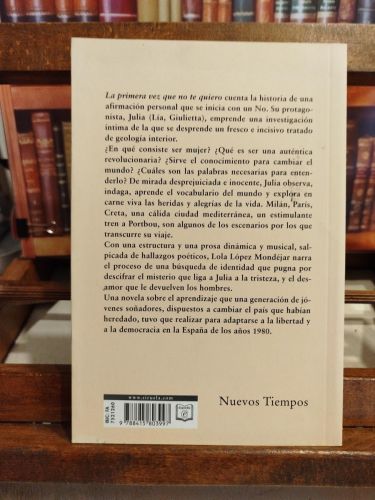 La primera vez que no te quiero cuenta la historia de una
afirmación personal que se inicia con un No. Su protago-
nista, Julia (Lía, Giulietta), emprende una investigación
íntima de la que se desprende un fresco e incisivo tratado
de geología interior.
¿En qué consiste ser mujer? ¿Qué es ser una auténtica
revolucionaria? ¿Sirve el conocimiento para cambiar el
mundo? ¿Cuáles son las palabras necesarias para enten-
derlo? De mirada desprejuiciada e inocente, Julia observa,
indaga, aprende el vocabulario del mundo y explora en
carne viva las heridas y alegrías de la vida. Milán, París,
Creta, una cálida ciudad mediterránea, un estimulante
tren a Portbou, son algunos de los escenarios por los que
transcurre su viaje.
Con una estructura y una prosa dinámica y musical, sal-
picada de hallazgos poéticos, Lola López Mondéjar narra
el proceso de una búsqueda de identidad que pugna por
descifrar el misterio que liga a Julia a la tristeza, y el des-
amor que le devuelven los hombres.
Una novela sobre el aprendizaje que una generación de jó-
venes soñadores, dispuestos a cambiar el país que habían
heredado, tuvo que realizar para adaptarse a la libertad y
a la democracia en la España de los años 1980.
www.siruela.com
IBIC: FA
7521260
9 788415 803997
Nuevos Tiempos